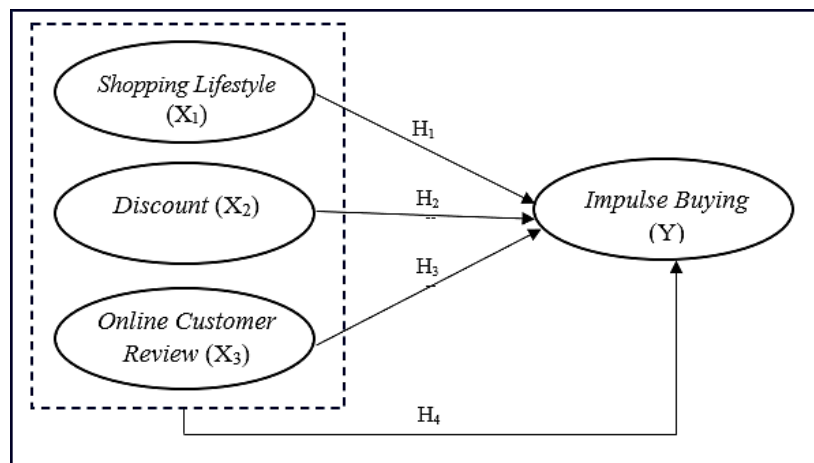 Shopping Lifestyle
(X₁)
H₁
Discount (X₂)
H₂
Impulse Buying
(Y)
H₃
Online Customer
Review (X₃)
H₄